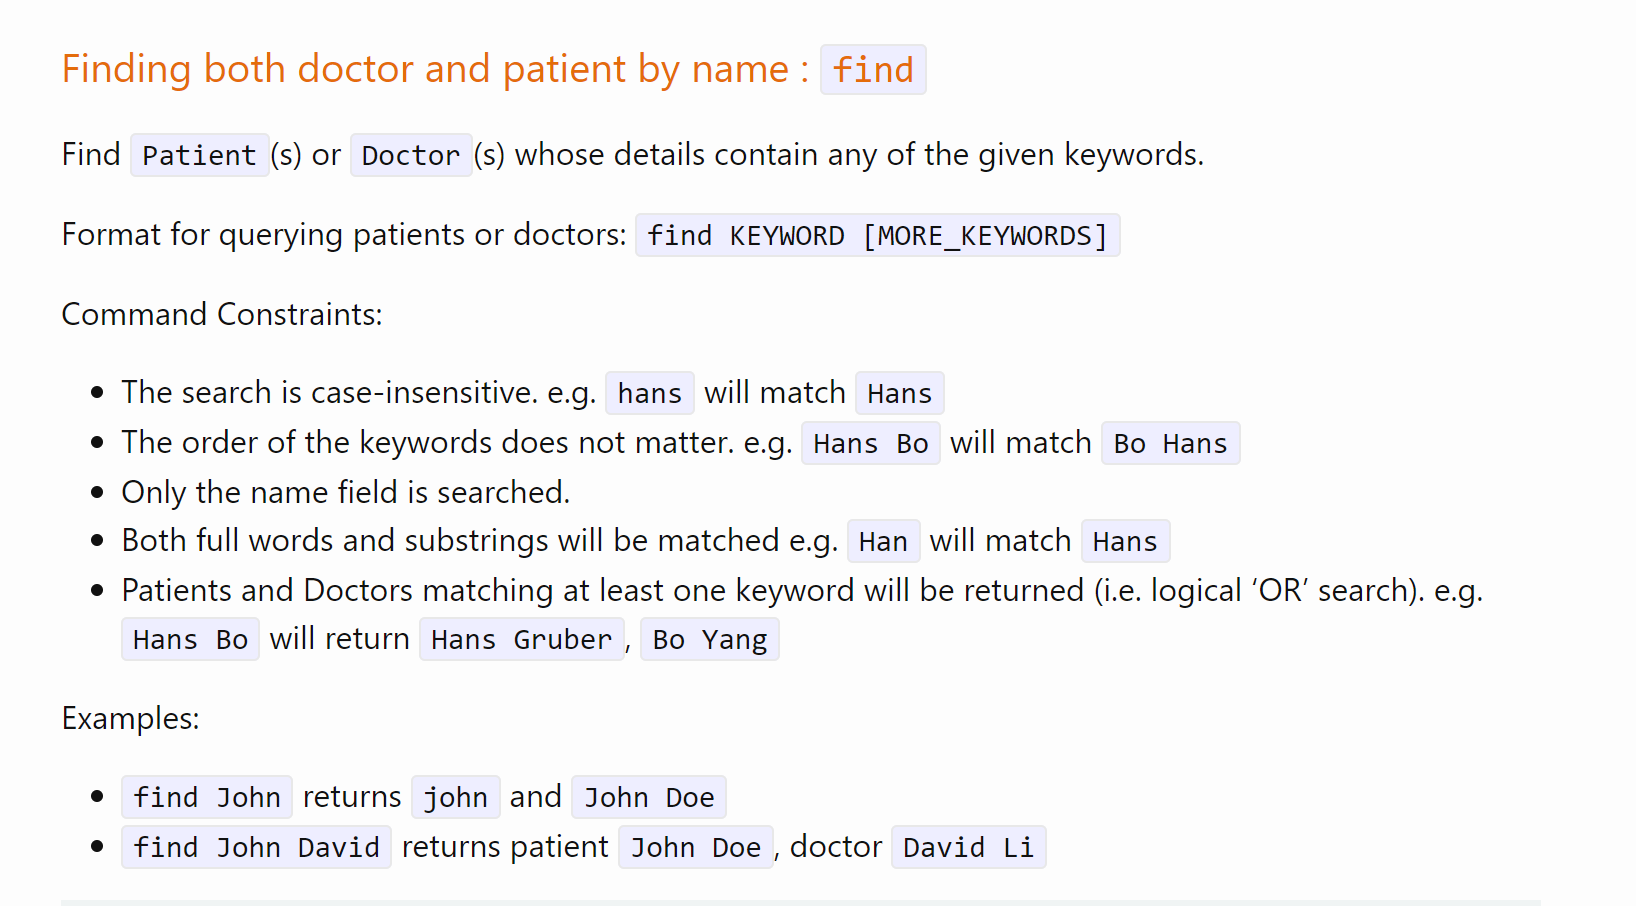 Finding both doctor and patient by name : find
Find Patient(s) or Doctor(s) whose details contain any of the given keywords.
Format for querying patients or doctors: find KEYWORD [MORE_KEYWORDS]
Command Constraints:
• The search is case-insensitive. e.g. hans will match Hans
• The order of the keywords does not matter. e.g. Hans Bo will match Bo Hans
• Only the name field is searched.
• Both full words and substrings will be matched e.g. Han will match Hans
• Patients and Doctors matching at least one keyword will be returned (i.e. logical ‘OR’ search). e.g.
Hans Bo will return Hans Gruber, Bo Yang
Examples:
• find John returns john and John Doe
• find John David returns patient John Doe, doctor David Li